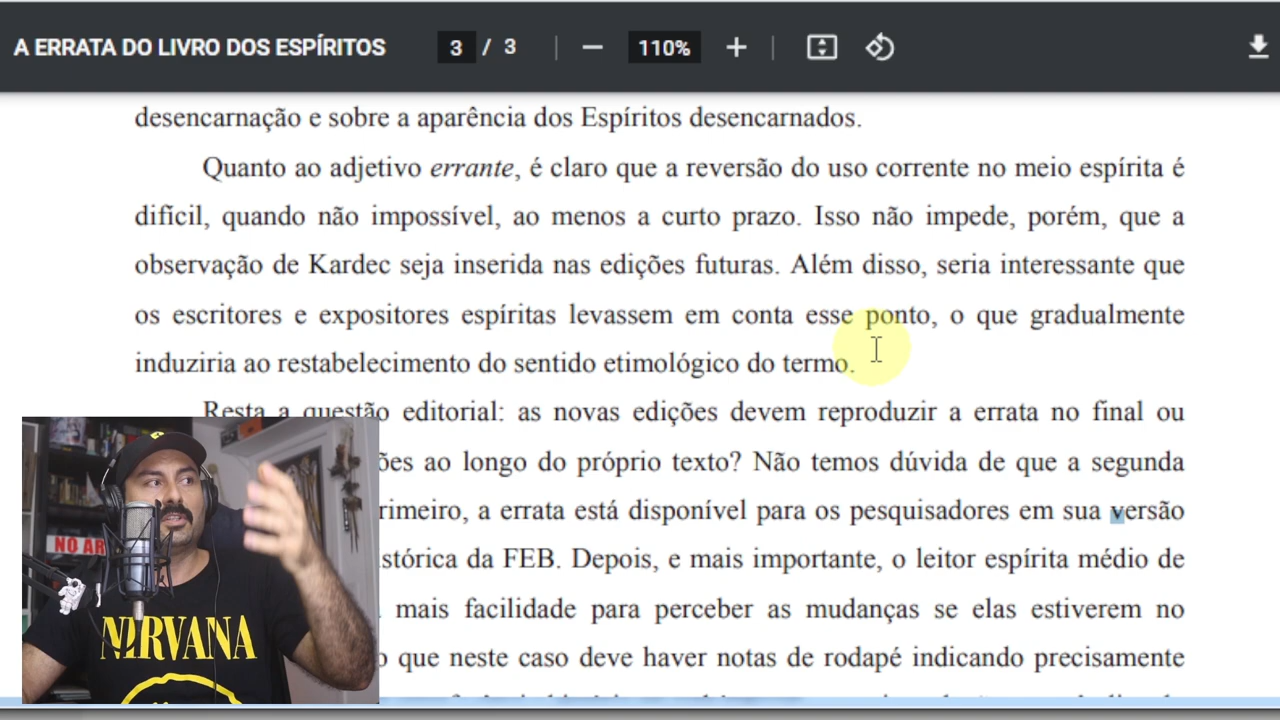 A ERRATA DO LIVRO DOS ESPÍRITOS
3 / 3
110%
desencarnação e sobre a aparência dos Espíritos desencarnados.
Quanto ao adjetivo errante, é claro que a reversão do uso corrente no meio espírita é
difícil, quando não impossível, ao menos a curto prazo. Isso não impede, porém, que a
observação de Kardec seja inserida nas edições futuras. Além disso, seria interessante que
os escritores e expositores espíritas levassem em conta esse ponto, o que gradualmente
induziria ao restabelecimento do sentido etimológico do termo.
Resta a questão editorial: as novas edições devem reproduzir a errata no final ou
ões ao longo do próprio texto? Não temos dúvida de que a segunda
rimeiro, a errata está disponível para os pesquisadores em sua versão
stórica da FEB. Depois, e mais importante, o leitor espírita médio de
mais facilidade para perceber as mudanças se elas estiverem no
o que neste caso deve haver notas de rodapé indicando precisamente
NO AR
NIRVANA